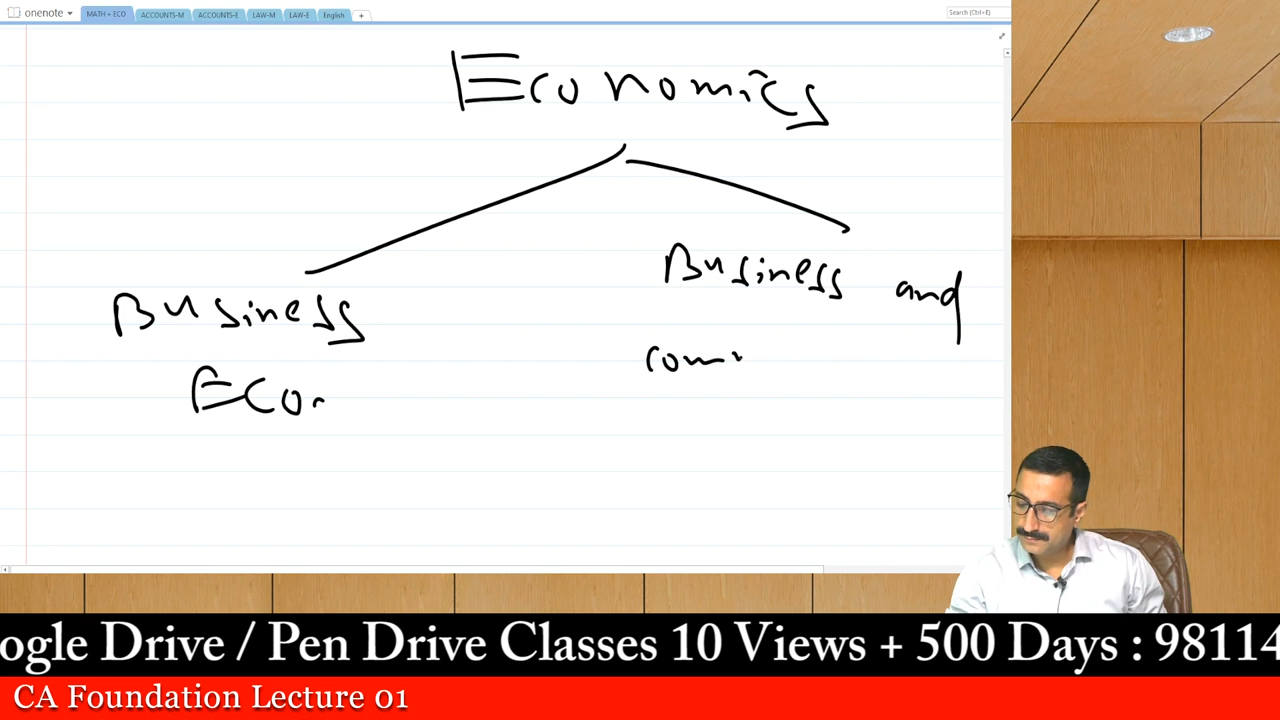 onenote MATH + ECO ACCOUNTS-M ACCOUNTS-E LAW-M LAW-E English + Search (Ctrl+E)
Economics
Business
Eco.
Business and
com
ogle Drive / Pen Drive Classes 10 Views + 500 Days : 98114
CA Foundation Lecture 01